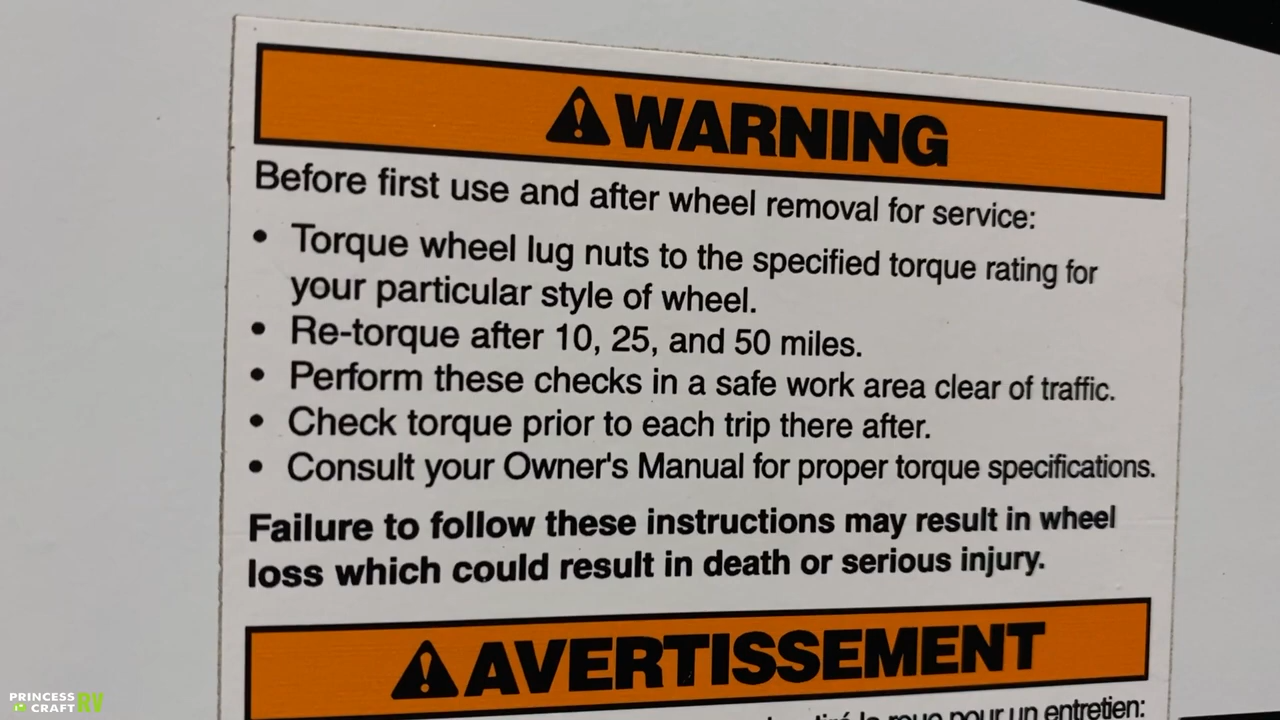 WARNING
Before first use and after wheel removal for service:
• Torque wheel lug nuts to the specified torque rating for
your particular style of wheel.
• Re-torque after 10, 25, and 50 miles.
• Perform these checks in a safe work area clear of traffic.
• Check torque prior to each trip there after.
• Consult your Owner's Manual for proper torque specifications.
Failure to follow these instructions may result in wheel
loss which could result in death or serious injury.
AVERTISSEMENT
la roue pour un entretien:
PRINCESS
CRAFT RV